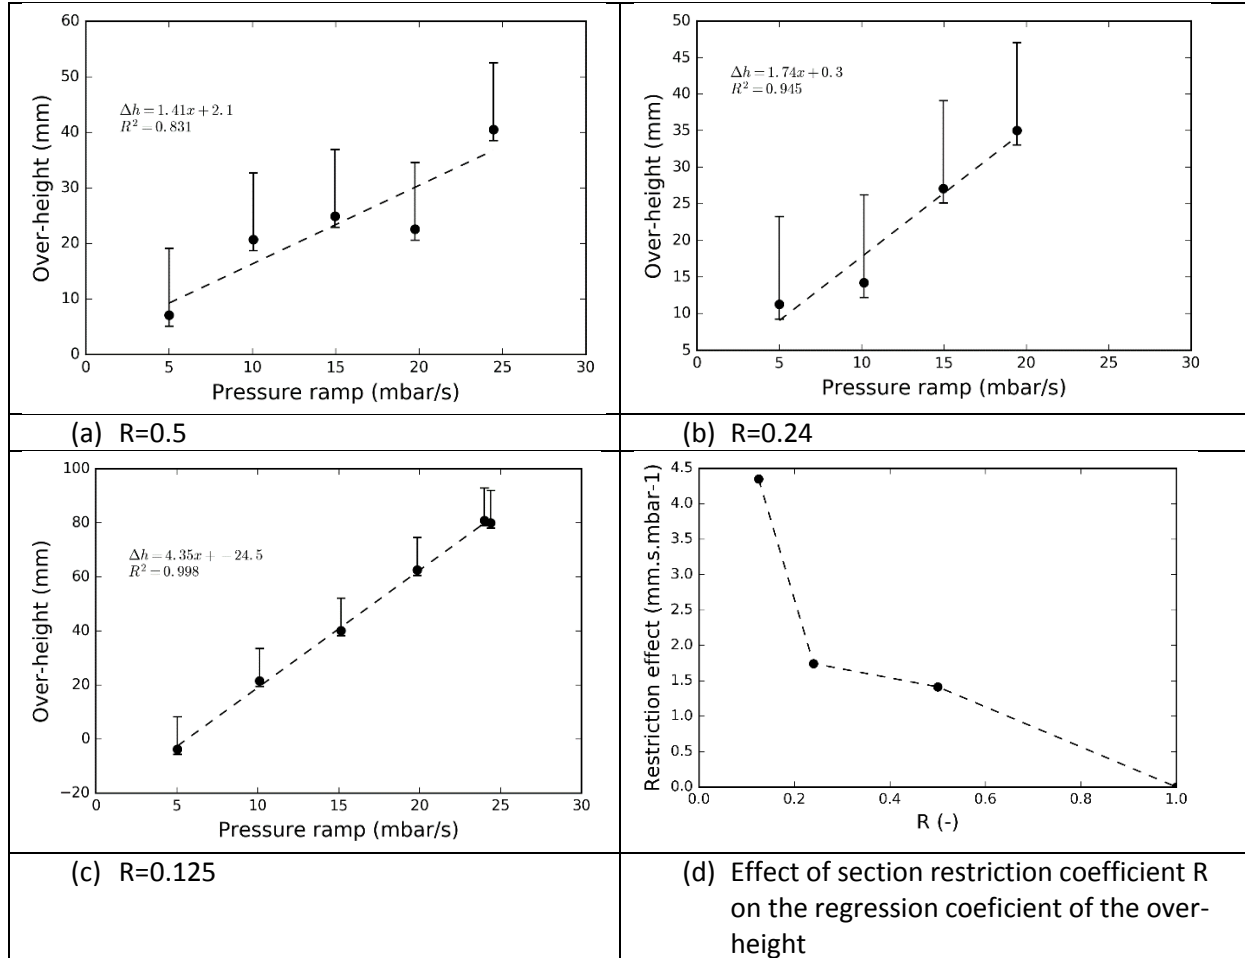 60
50
40
30
20
10
0
0 5 10 15 20 25 30
Over-height (mm)
Pressure ramp (mbar/s)
Δh = 1.41x + 2.1
R² = 0.831
(a) R=0.5
50
45
40
35
30
25
20
15
10
5
0 5 10 15 20 25 30
Over-height (mm)
Pressure ramp (mbar/s)
Δh = 1.74x + 0.3
R² = 0.945
(b) R=0.24
100
80
60
40
20
0
−20
0 5 10 15 20 25 30
Over-height (mm)
Pressure ramp (mbar/s)
Δh = 4.35x + −24.5
R² = 0.998
(c) R=0.125
4.5
4.0
3.5
3.0
2.5
2.0
1.5
1.0
0.5
0.0
0.0 0.2 0.4 0.6 0.8 1.0
Restriction effect (mm.s.mbar-1)
R (-)
(d) Effect of section restriction coefficient R
on the regression coeficient of the over-
height